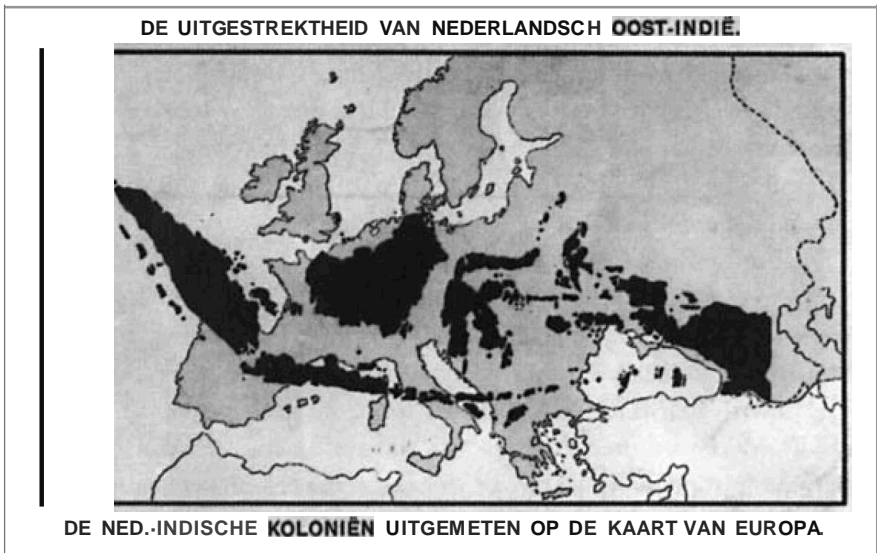 DE UITGESTREKTHEID VAN NEDERLANDSCH OOST-INDIË.
DE NED.-INDISCHE KOLONIËN UITGEMETEN OP DE KAART VAN EUROPA.